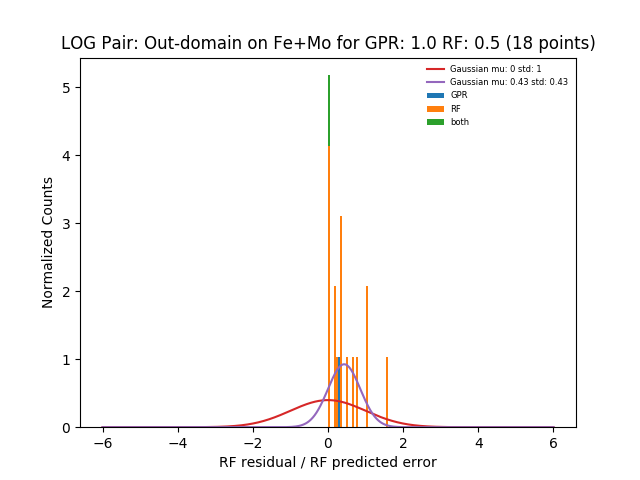 LOG Pair: Out-domain on Fe+Mo for GPR: 1.0 RF: 0.5 (18 points)
Gaussian mu: 0 std: 1
Gaussian mu: 0.43 std: 0.43
GPR
RF
both
Normalized Counts
5
4
3
2
1
0
−6 −4 −2 0 2 4 6
RF residual / RF predicted error